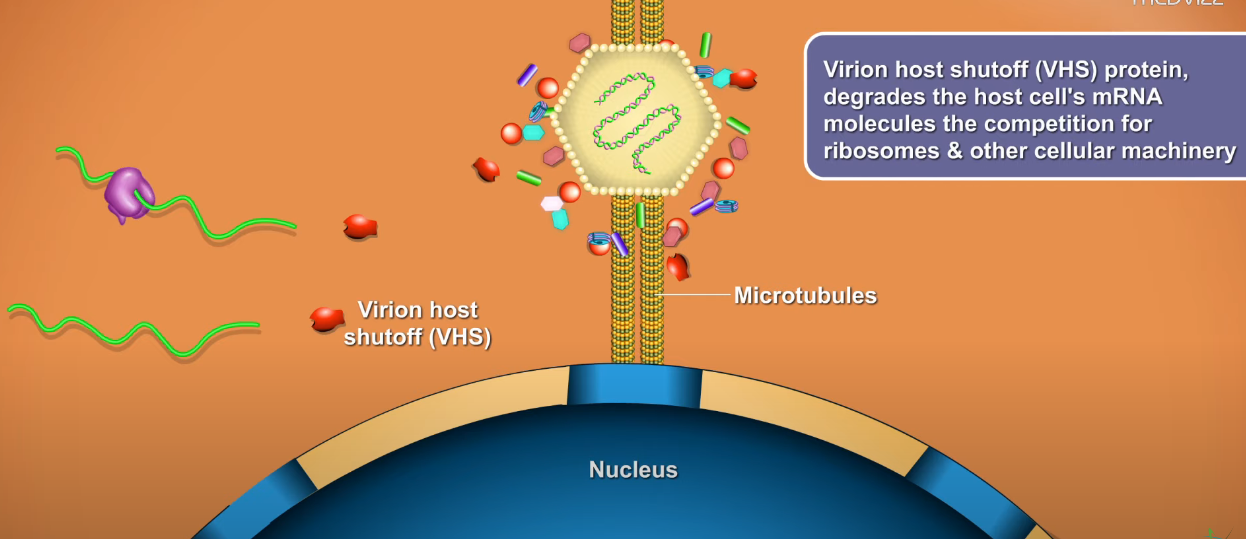 MEDVIZZ
Virion host shutoff (VHS) protein,
degrades the host cell's mRNA
molecules the competition for
ribosomes & other cellular machinery
Virion host
shutoff (VHS)
Microtubules
Nucleus